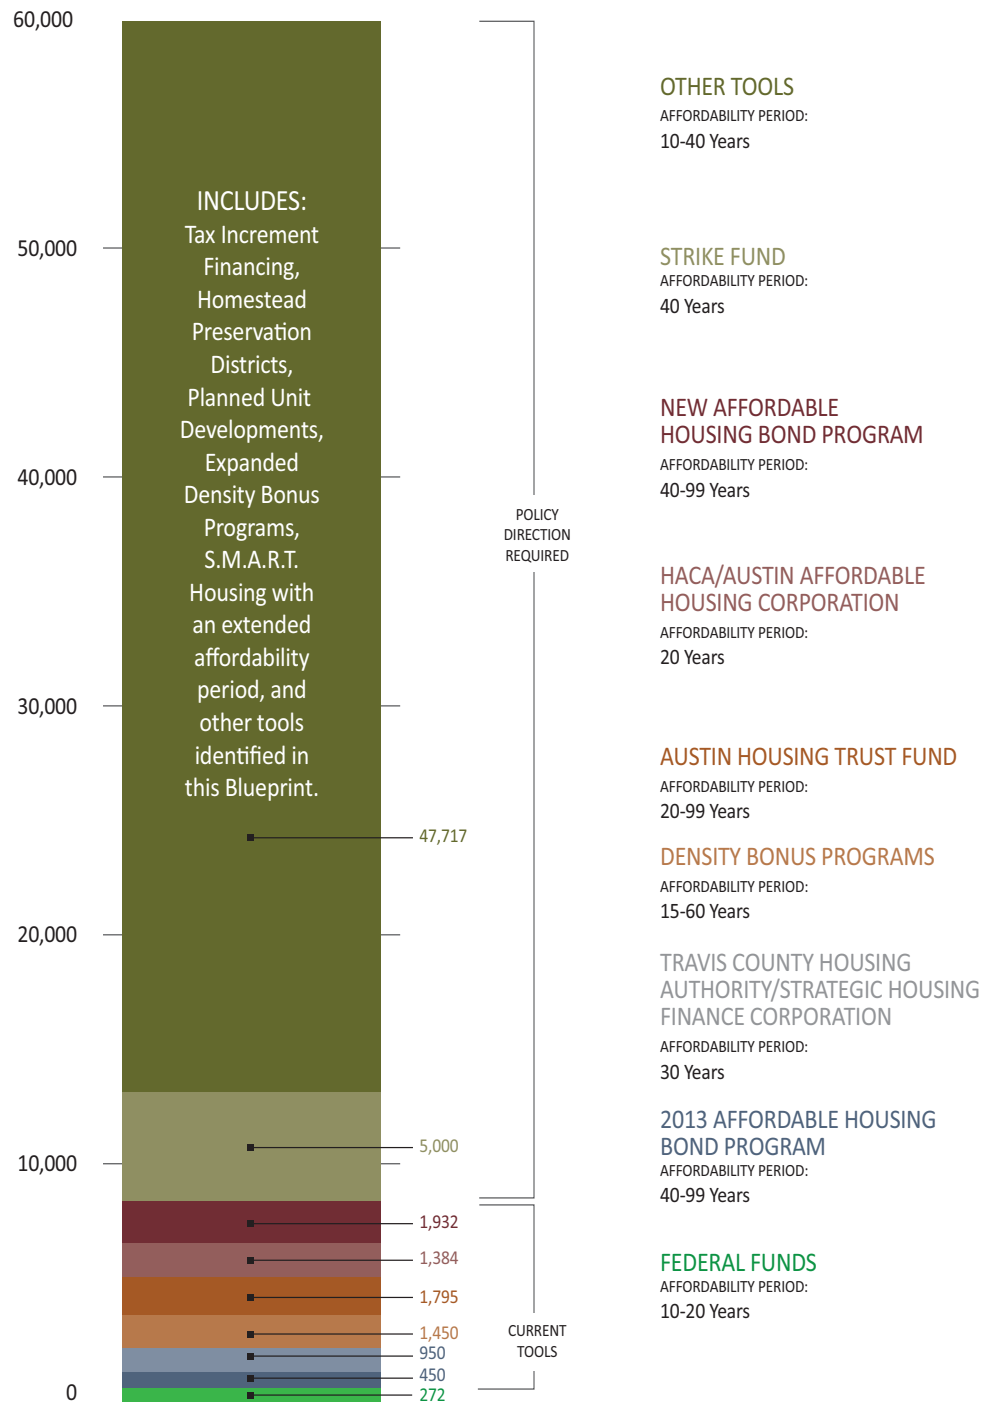 60,000
50,000
40,000
30,000
20,000
10,000
0
INCLUDES:
Tax Increment
Financing,
Homestead
Preservation
Districts,
Planned Unit
Developments,
Expanded
Density Bonus
Programs,
S.M.A.R.T.
Housing with
an extended
affordability
period, and
other tools
identified in
this Blueprint.
47,717
5,000
1,932
1,384
1,795
1,450
950
450
272
POLICY
DIRECTION
REQUIRED
CURRENT
TOOLS
OTHER TOOLS
AFFORDABILITY PERIOD:
10-40 Years
STRIKE FUND
AFFORDABILITY PERIOD:
40 Years
NEW AFFORDABLE
HOUSING BOND PROGRAM
AFFORDABILITY PERIOD:
40-99 Years
HACA/AUSTIN AFFORDABLE
HOUSING CORPORATION
AFFORDABILITY PERIOD:
20 Years
AUSTIN HOUSING TRUST FUND
AFFORDABILITY PERIOD:
20-99 Years
DENSITY BONUS PROGRAMS
AFFORDABILITY PERIOD:
15-60 Years
TRAVIS COUNTY HOUSING
AUTHORITY/STRATEGIC HOUSING
FINANCE CORPORATION
AFFORDABILITY PERIOD:
30 Years
2013 AFFORDABLE HOUSING
BOND PROGRAM
AFFORDABILITY PERIOD:
40-99 Years
FEDERAL FUNDS
AFFORDABILITY PERIOD:
10-20 Years